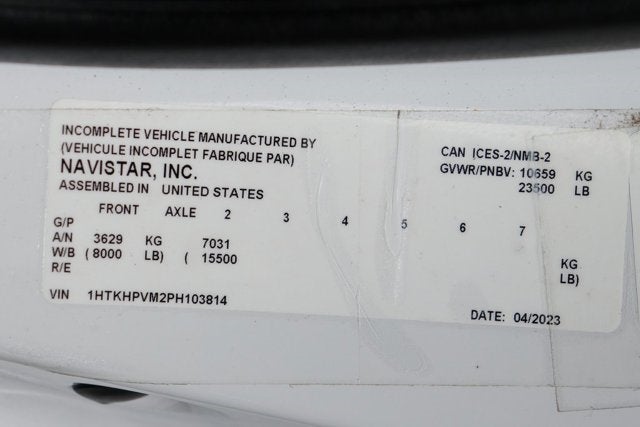 INCOMPLETE VEHICLE MANUFACTURED BY
(VEHICULE INCOMPLET FABRIQUE PAR)
NAVISTAR, INC.
ASSEMBLED IN UNITED STATES
CAN ICES-2/NMB-2
GVWR/PNBV: 10659 KG
23500 LB
FRONT AXLE 2 3 4 5 6 7
G/P
A/N 3629 KG 7031 KG
W/B ( 8000 LB) ( 15500 LB)
R/E
VIN 1HTKHPVM2PH103814
DATE: 04/2023